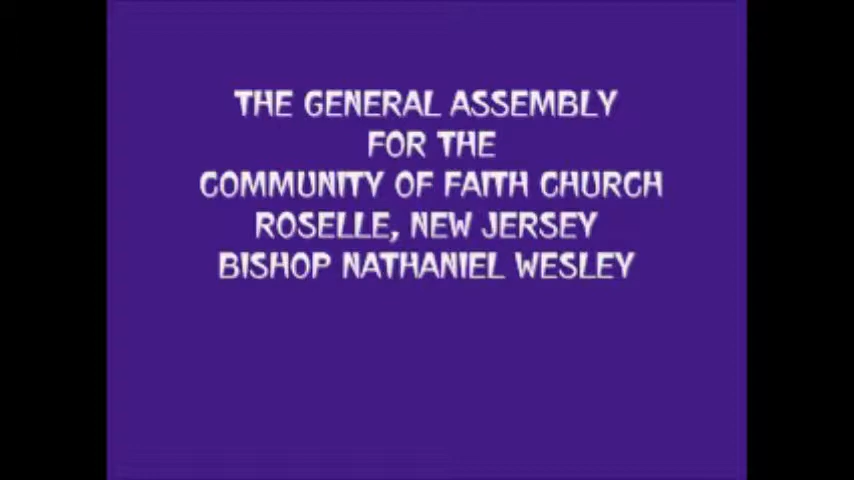 THE GENERAL ASSEMBLY
FOR THE
COMMUNITY OF FAITH CHURCH
ROSELLE, NEW JERSEY
BISHOP NATHANIEL WESLEY